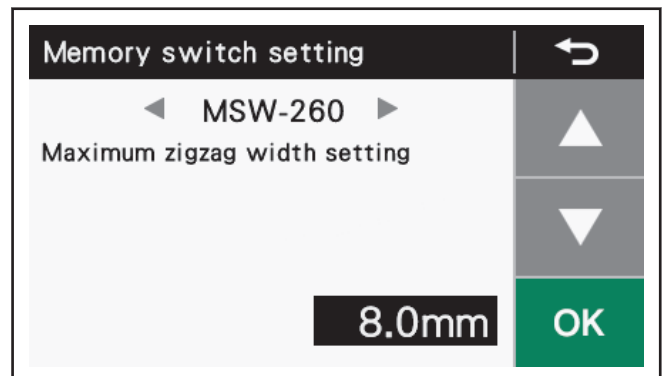 Memory switch setting
MSW-260
Maximum zigzag width setting
8.0mm
OK